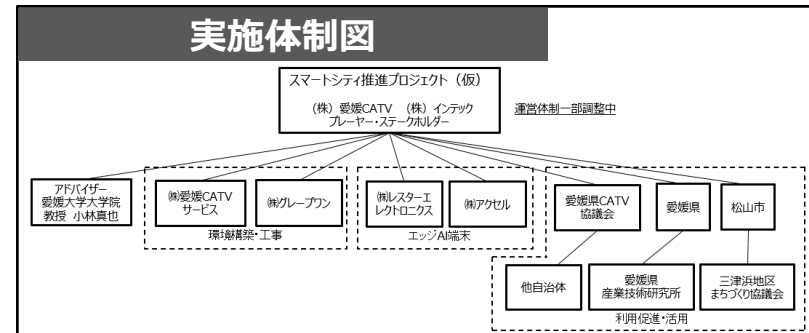 実施体制図
スマートシティ推進プロジェクト（仮）
（株）愛媛CATV （株）インテック
プレーヤー・ステークホルダー
運営体制一部調整中
アドバイザー
愛媛大学大学院
教授 小林真也
㈱愛媛CATV
サービス
㈱グレープワン
環境構築・工事
㈱レスターエ
レクトロニクス
㈱アクセル
エッジAI端末
愛媛県CATV
協議会
愛媛県
松山市
他自治体
愛媛県
産業技術研究所
三津浜地区
まちづくり協議会
利用促進・活用